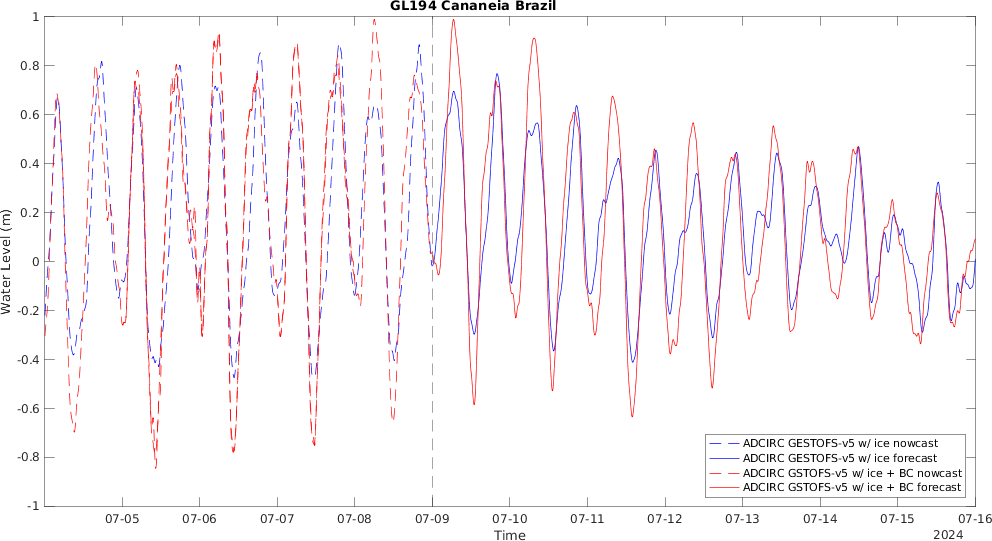 GL194 Cananeia Brazil
1
0.8
0.6
0.4
0.2
0
-0.2
-0.4
-0.6
-0.8
-1
Water Level (m)
ADCIRC GESTOFS-v5 w/ ice nowcast
ADCIRC GESTOFS-v5 w/ ice forecast
ADCIRC GSTOFS-v5 w/ ice + BC nowcast
ADCIRC GSTOFS-v5 w/ ice + BC forecast
07-05 07-06 07-07 07-08 07-09 07-10 07-11 07-12 07-13 07-14 07-15 07-16
Time
2024